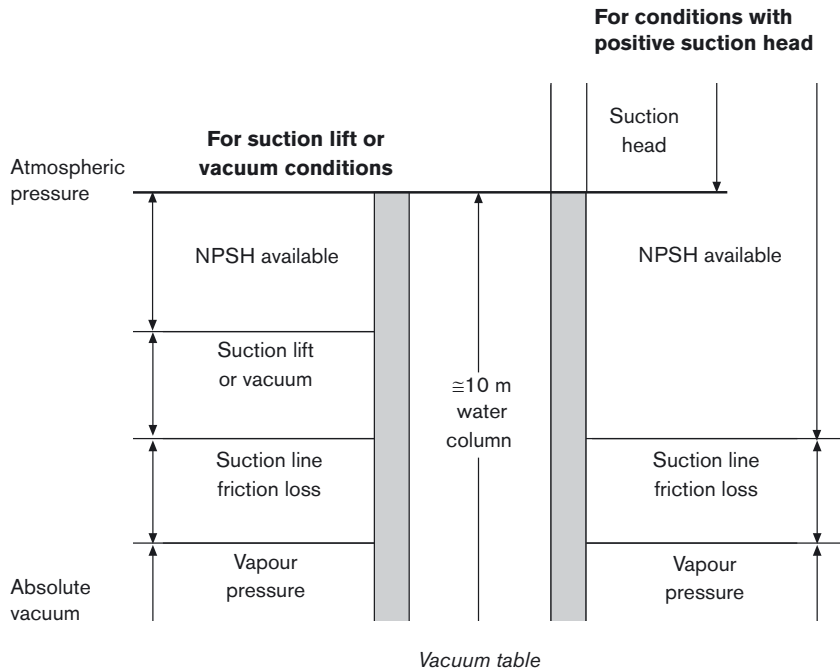 For conditions with
positive suction head
Suction
head
For suction lift or
vacuum conditions
Atmospheric
pressure
NPSH available
NPSH available
Suction lift
or vacuum
≅10 m
water
column
Suction line
friction loss
Suction line
friction loss
Vapour
pressure
Vapour
pressure
Absolute
vacuum
Vacuum table